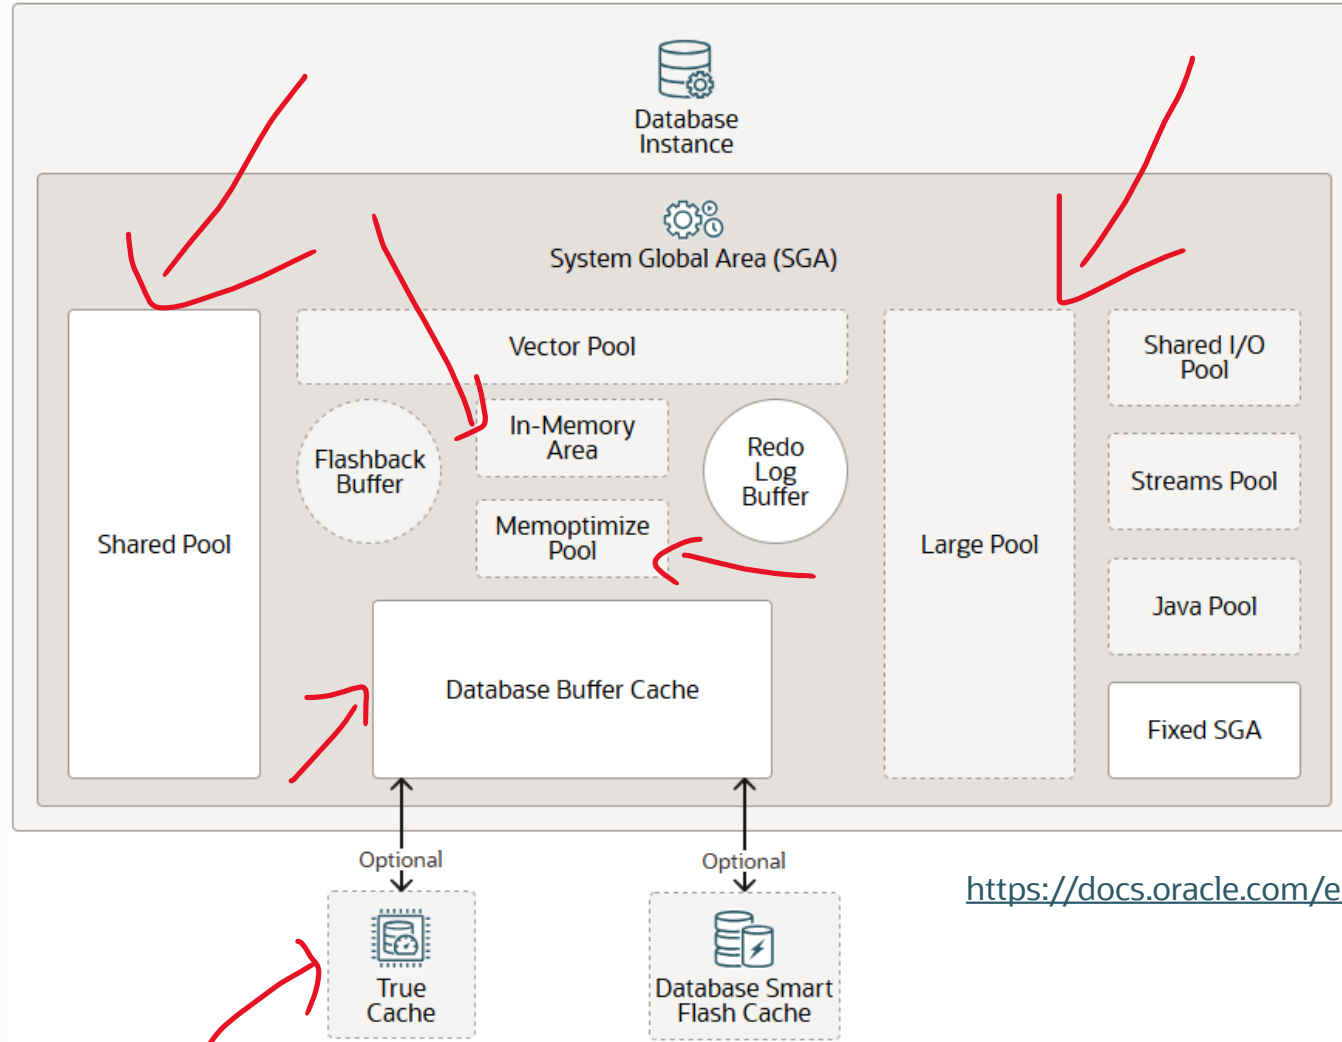 Database
Instance
System Global Area (SGA)
Shared Pool
Vector Pool
Flashback
Buffer
In-Memory
Area
Memoptimize
Pool
Redo
Log
Buffer
Database Buffer Cache
Large Pool
Shared I/O
Pool
Streams Pool
Java Pool
Fixed SGA
Optional
Optional
True
Cache
Database Smart
Flash Cache
https://docs.oracle.com/e